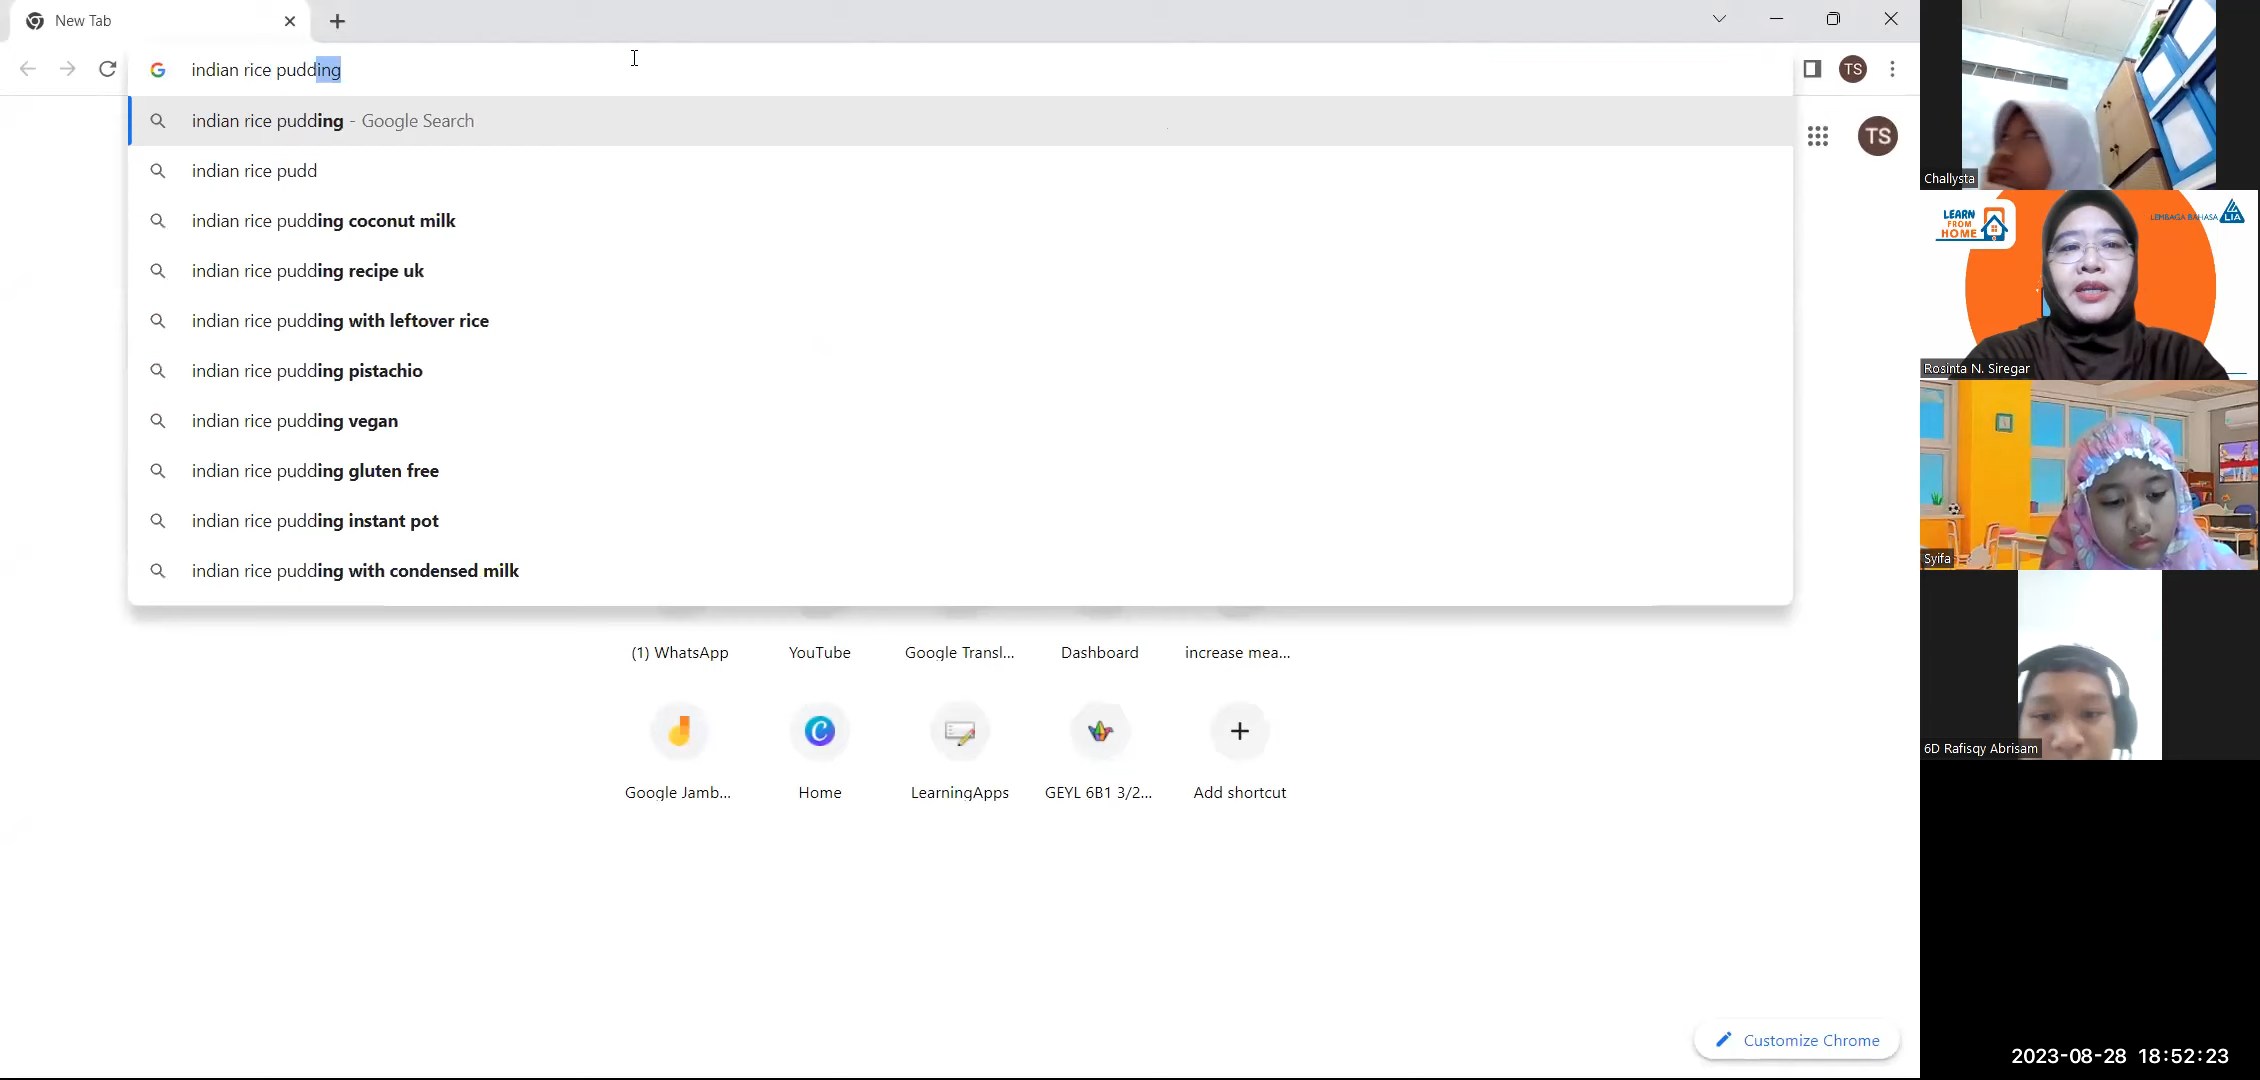 New Tab
indian rice pudding
TS
indian rice pudding - Google Search
indian rice pudd
indian rice pudding coconut milk
indian rice pudding recipe uk
indian rice pudding with leftover rice
indian rice pudding pistachio
indian rice pudding vegan
indian rice pudding gluten free
indian rice pudding instant pot
indian rice pudding with condensed milk
TS
(1) WhatsApp
YouTube
Google Transl...
Dashboard
increase mea...
Google Jamb...
Home
LearningApps
GEYL 6B1 3/2...
Add shortcut
Customize Chrome
Challysta
LEARN
FROM
HOME
LEMBAGA BAHASA LIA
Rosinta N. Siregar
Syifa
6D Rafisqy Abrisam
2023-08-28 18:52:23